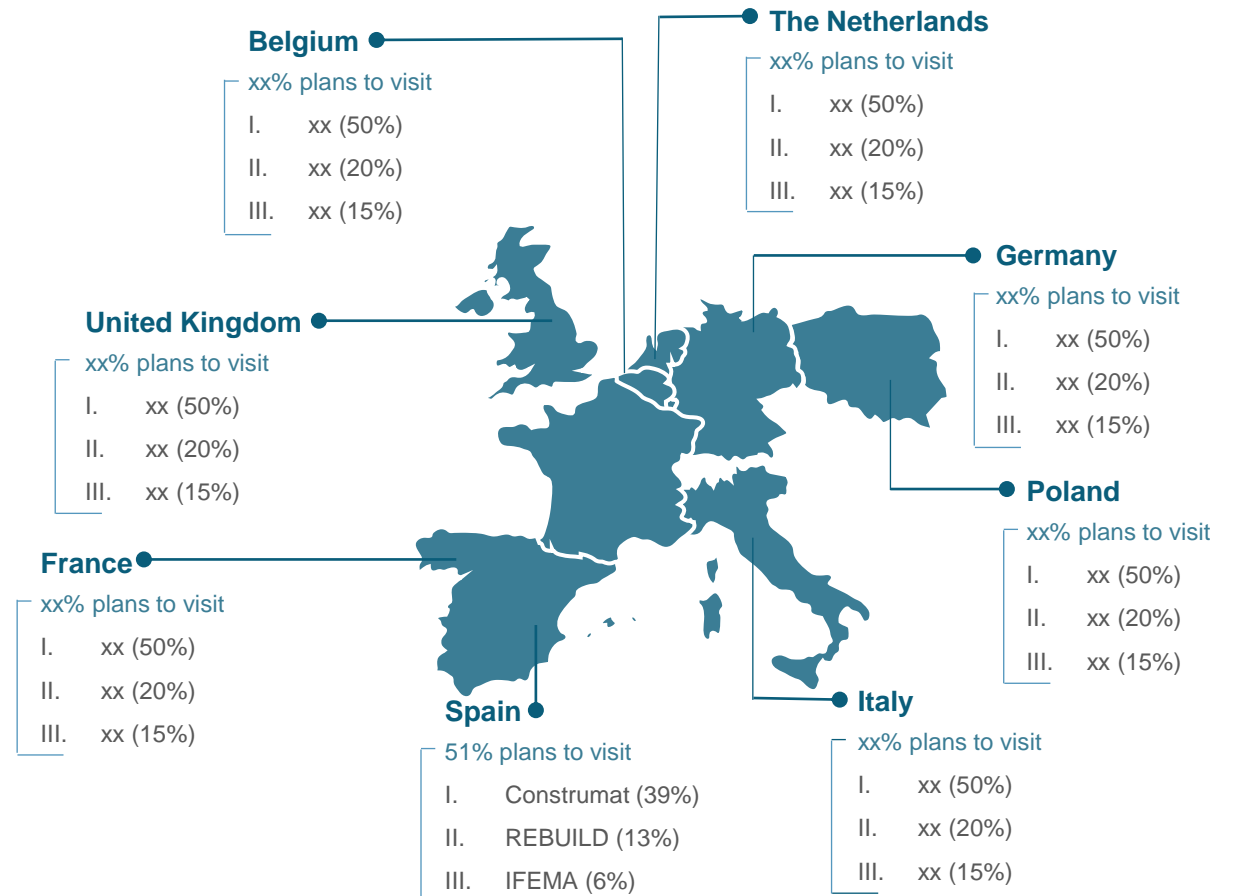 Belgium
xx% plans to visit
I. xx (50%)
II. xx (20%)
III. xx (15%)
The Netherlands
xx% plans to visit
I. xx (50%)
II. xx (20%)
III. xx (15%)
United Kingdom
xx% plans to visit
I. xx (50%)
II. xx (20%)
III. xx (15%)
Germany
xx% plans to visit
I. xx (50%)
II. xx (20%)
III. xx (15%)
France
xx% plans to visit
I. xx (50%)
II. xx (20%)
III. xx (15%)
Poland
xx% plans to visit
I. xx (50%)
II. xx (20%)
III. xx (15%)
Spain
51% plans to visit
I. Construmat (39%)
II. REBUILD (13%)
III. IFEMA (6%)
Italy
xx% plans to visit
I. xx (50%)
II. xx (20%)
III. xx (15%)